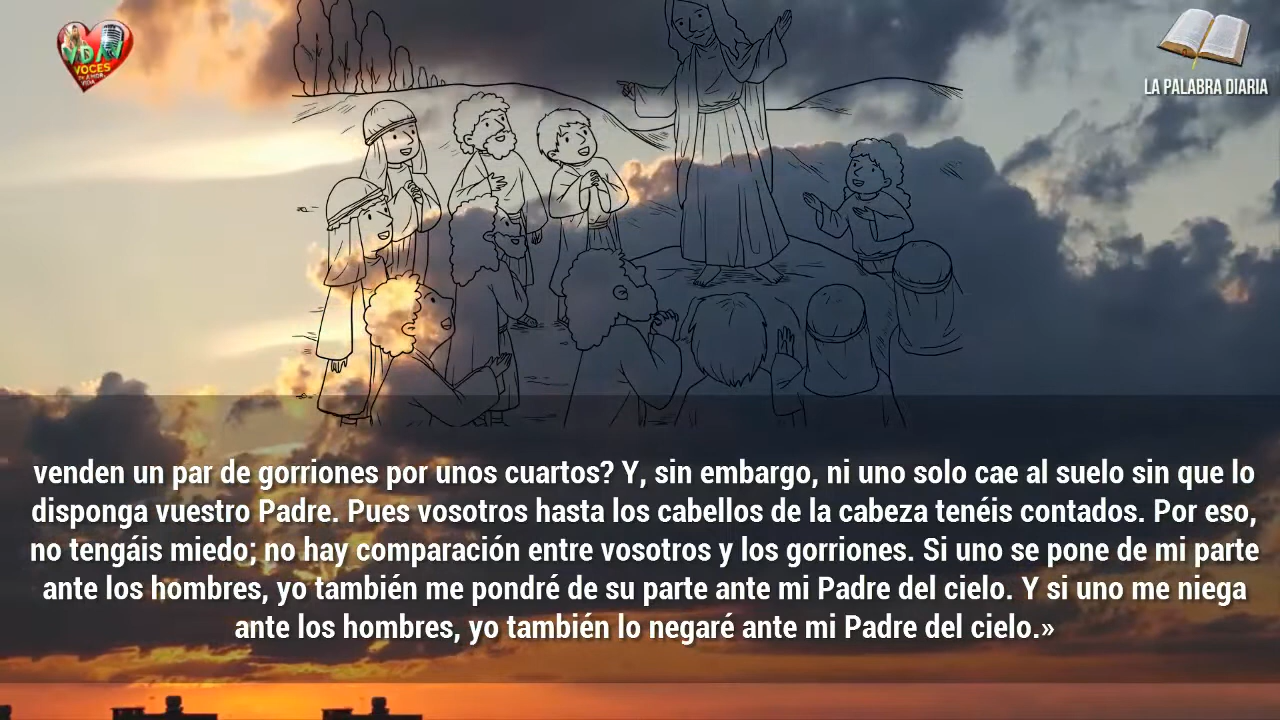 VDAV
VOCES
DE AMOR Y
VIDA
LA PALABRA DIARIA
venden un par de gorriones por unos cuartos? Y, sin embargo, ni uno solo cae al suelo sin que lo
disponga vuestro Padre. Pues vosotros hasta los cabellos de la cabeza tenéis contados. Por eso,
no tengáis miedo; no hay comparación entre vosotros y los gorriones. Si uno se pone de mi parte
ante los hombres, yo también me pondré de su parte ante mi Padre del cielo. Y si uno me niega
ante los hombres, yo también lo negaré ante mi Padre del cielo.»